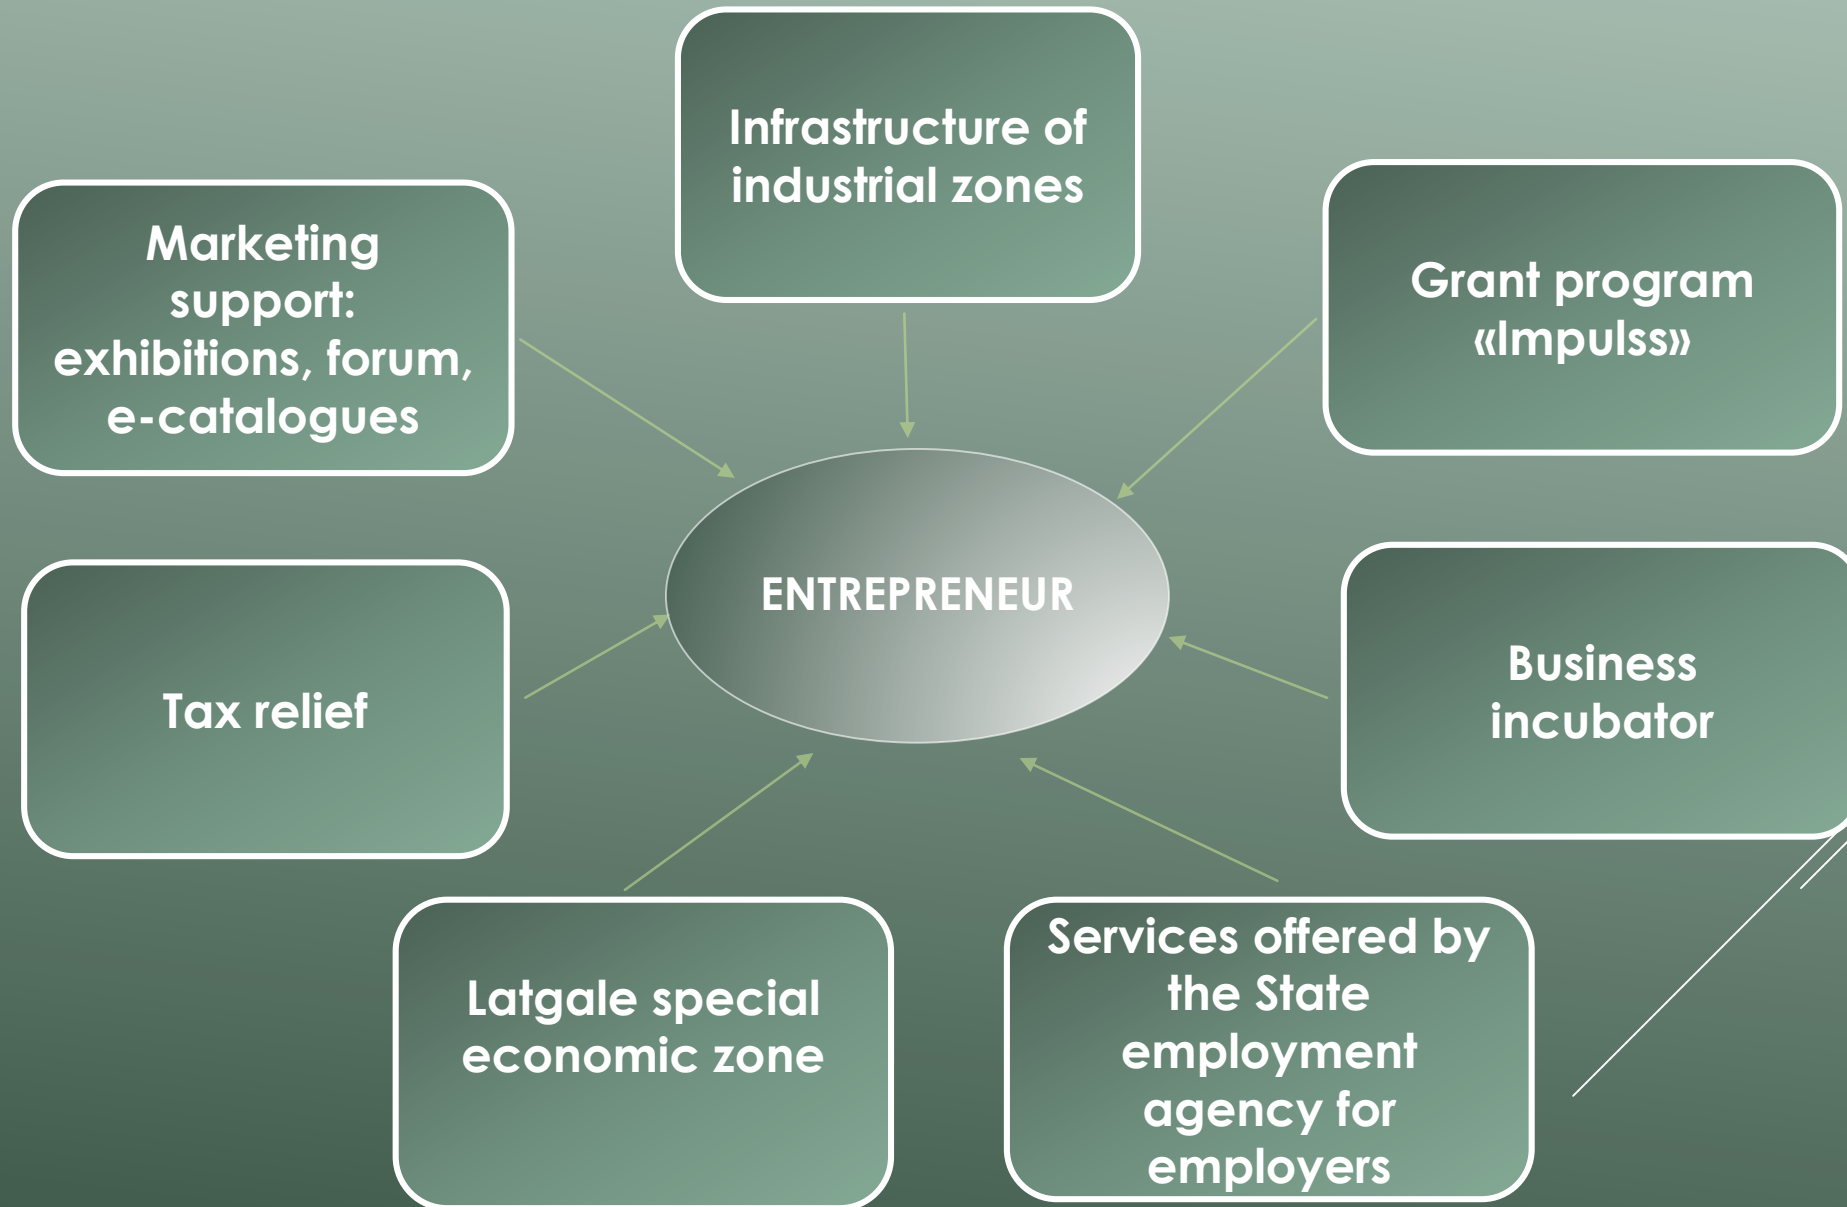 Infrastructure of
industrial zones
Marketing
support:
exhibitions, forum,
e-catalogues
Grant program
«Impulss»
ENTREPRENEUR
Tax relief
Business
incubator
Latgale special
economic zone
Services offered by
the State
employment
agency for
employers